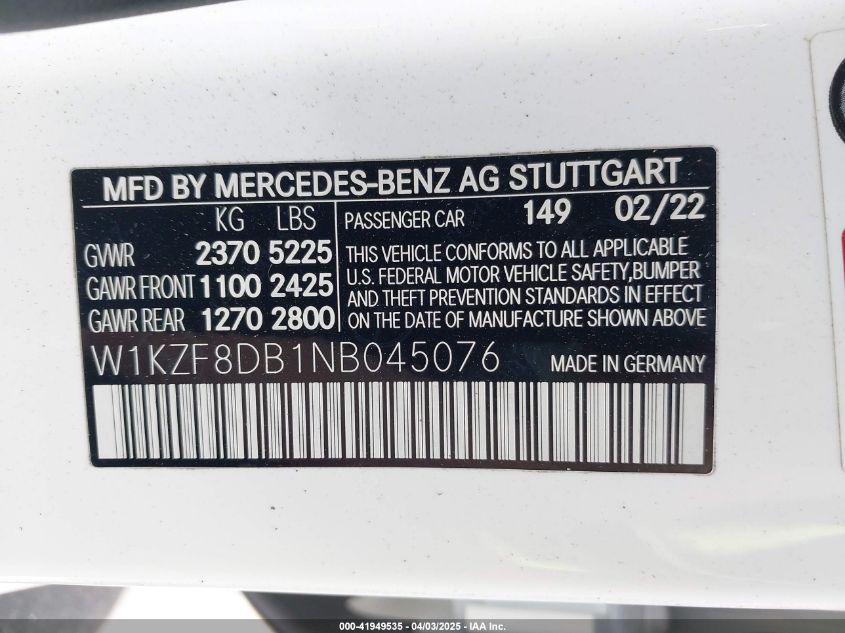 MFD BY MERCEDES-BENZ AG STUTTGART
KG LBS
GVWR 2370 5225
GAWR FRONT 1100 2425
GAWR REAR 1270 2800
PASSENGER CAR 149 02/22
THIS VEHICLE CONFORMS TO ALL APPLICABLE
U.S. FEDERAL MOTOR VEHICLE SAFETY,BUMPER
AND THEFT PREVENTION STANDARDS IN EFFECT
ON THE DATE OF MANUFACTURE SHOWN ABOVE
W1KZF8DB1NB045076 MADE IN GERMANY
000-41949535 - 04/03/2025 - IAA Inc.